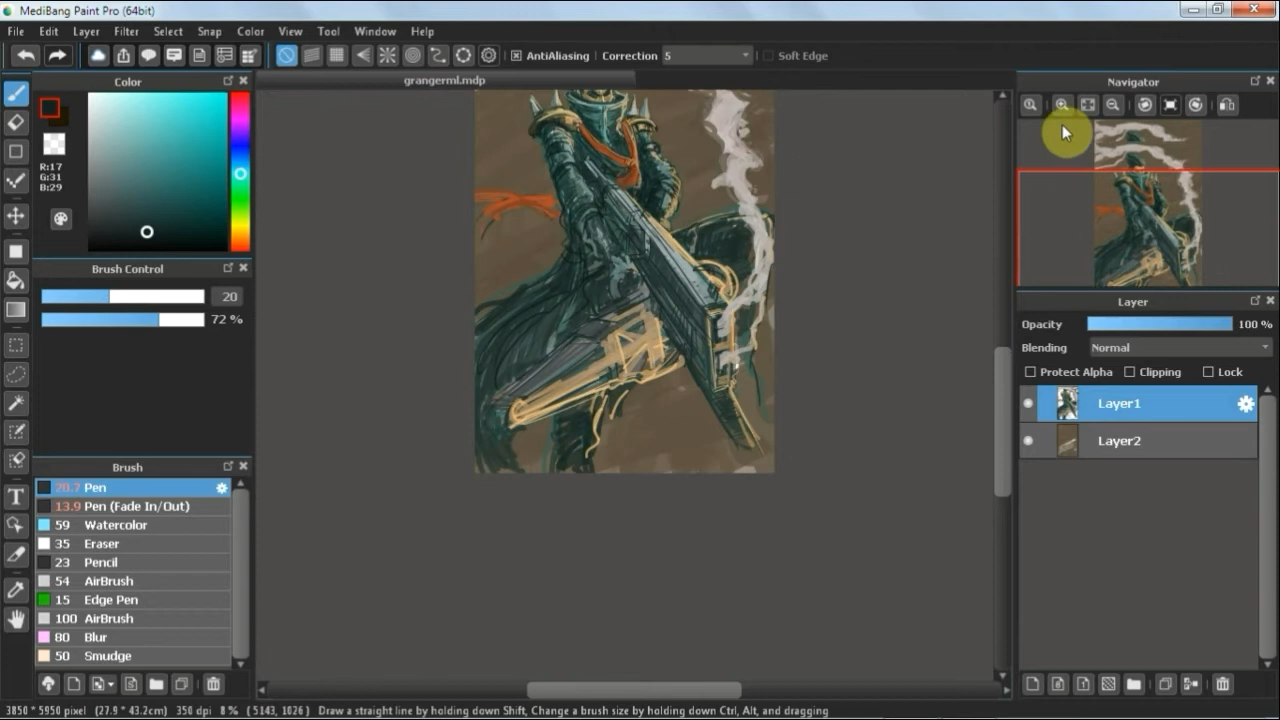 MediBang Paint Pro (64bit)
File Edit Layer Filter Select Snap Color View Tool Window Help
AntiAliasing Correction 5 Soft Edge
Color
R:17
G:31
B:29
Brush Control
20
72 %
Brush
20.7 Pen
13.9 Pen (Fade In/Out)
59 Watercolor
35 Eraser
23 Pencil
54 AirBrush
15 Edge Pen
100 AirBrush
80 Blur
50 Smudge
grangerml.mdp
Navigator
Layer
Opacity 100 %
Blending Normal
Protect Alpha Clipping Lock
Layer1
Layer2
3850 * 5950 pixel (27.9 * 43.2cm) 350 dpi 8 % ( 5143, 1026 ) Draw a straight line by holding down Shift, Change a brush size by holding down Ctrl, Alt, and dragging